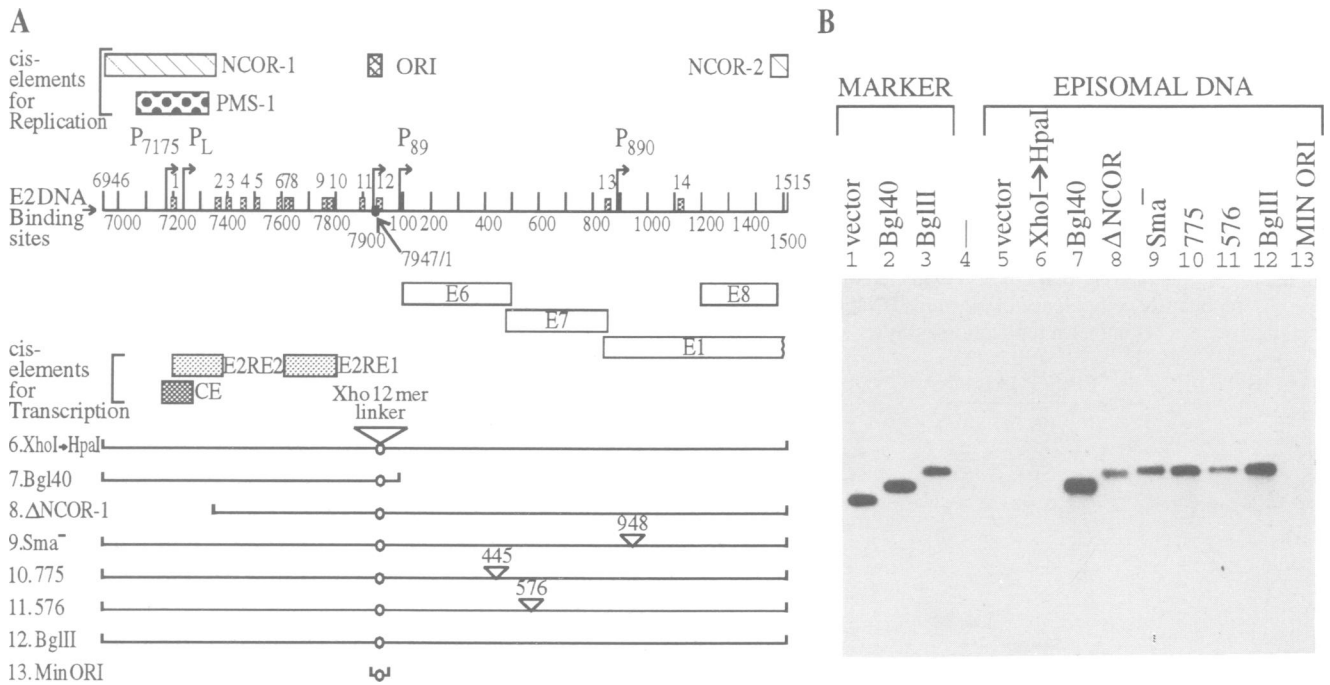 A
cis-
elements
for
Replication
NCOR-1
ORI
NCOR-2
PMS-1
P7175 PL P89 P890
6946 1 2 3 4 5 6 7 8 9 10 11 12 13 14 1515
E2 DNA
Binding
sites
7000 7200 7400 7600 7800 100 200 400 600 800 1000 1200 1400
7900 1500
7947/1
E6 E8
E7
E1
cis-
elements
for
Transcription
E2RE2 E2RE1
CE
Xho 12 mer
linker
6.XhoI→HpaI
7.Bgl40
8.ΔNCOR-1
948
9.Sma⁻
445
10.775
576
11.576
12.BglII
13.Min ORI
B
MARKER EPISOMAL DNA
1 vector
2 Bgl40
3 BglII
4 —
5 vector
6 XhoI→HpaI
7 Bgl40
8 ΔNCOR
9 Sma⁻
10 775
11 576
12 BglII
13 MIN ORI